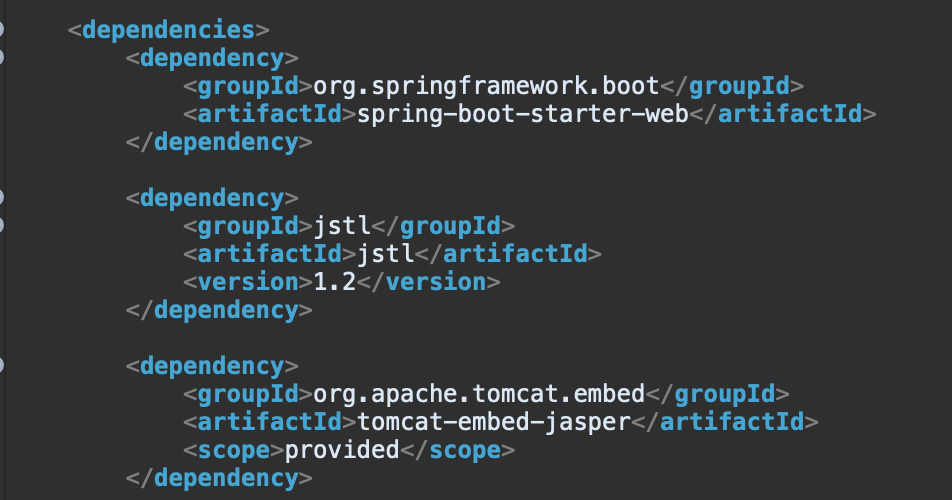 <dependencies>
<dependency>
<groupId>org.springframework.boot</groupId>
<artifactId>spring-boot-starter-web</artifactId>
</dependency>
<dependency>
<groupId>jstl</groupId>
<artifactId>jstl</artifactId>
<version>1.2</version>
</dependency>
<dependency>
<groupId>org.apache.tomcat.embed</groupId>
<artifactId>tomcat-embed-jasper</artifactId>
<scope>provided</scope>
</dependency>